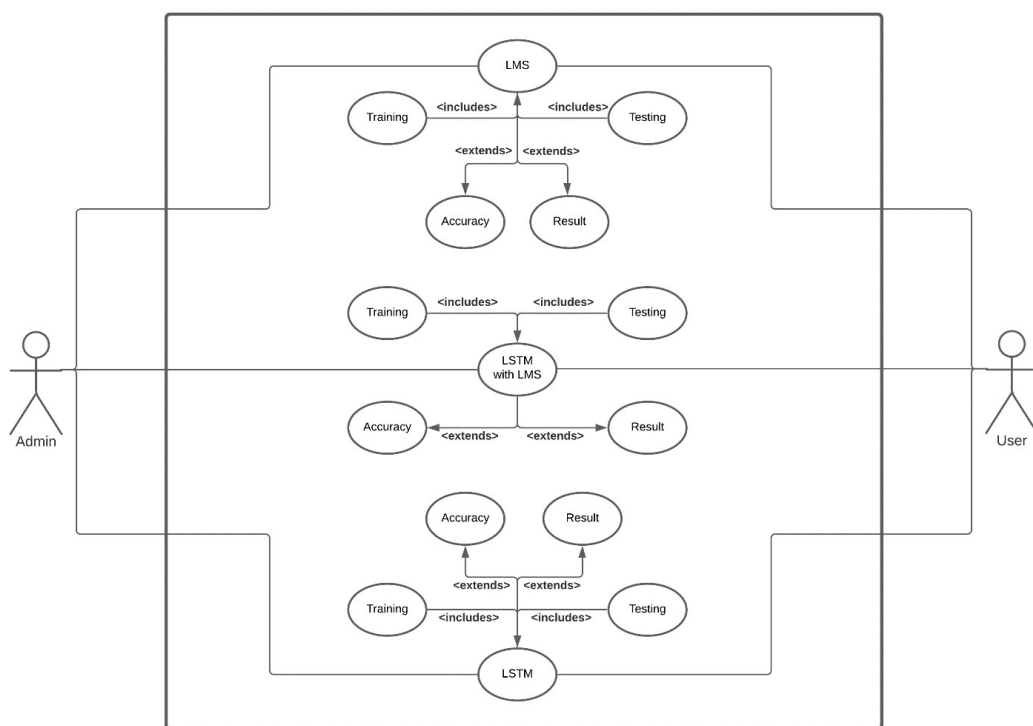 LMS
Training
<includes>
<includes>
Testing
<extends>
<extends>
Accuracy
Result
Training
<includes>
<includes>
Testing
LSTM
with LMS
Admin
User
Accuracy
<extends>
<extends>
Result
Accuracy
Result
<extends>
<extends>
Training
<includes>
<includes>
Testing
LSTM